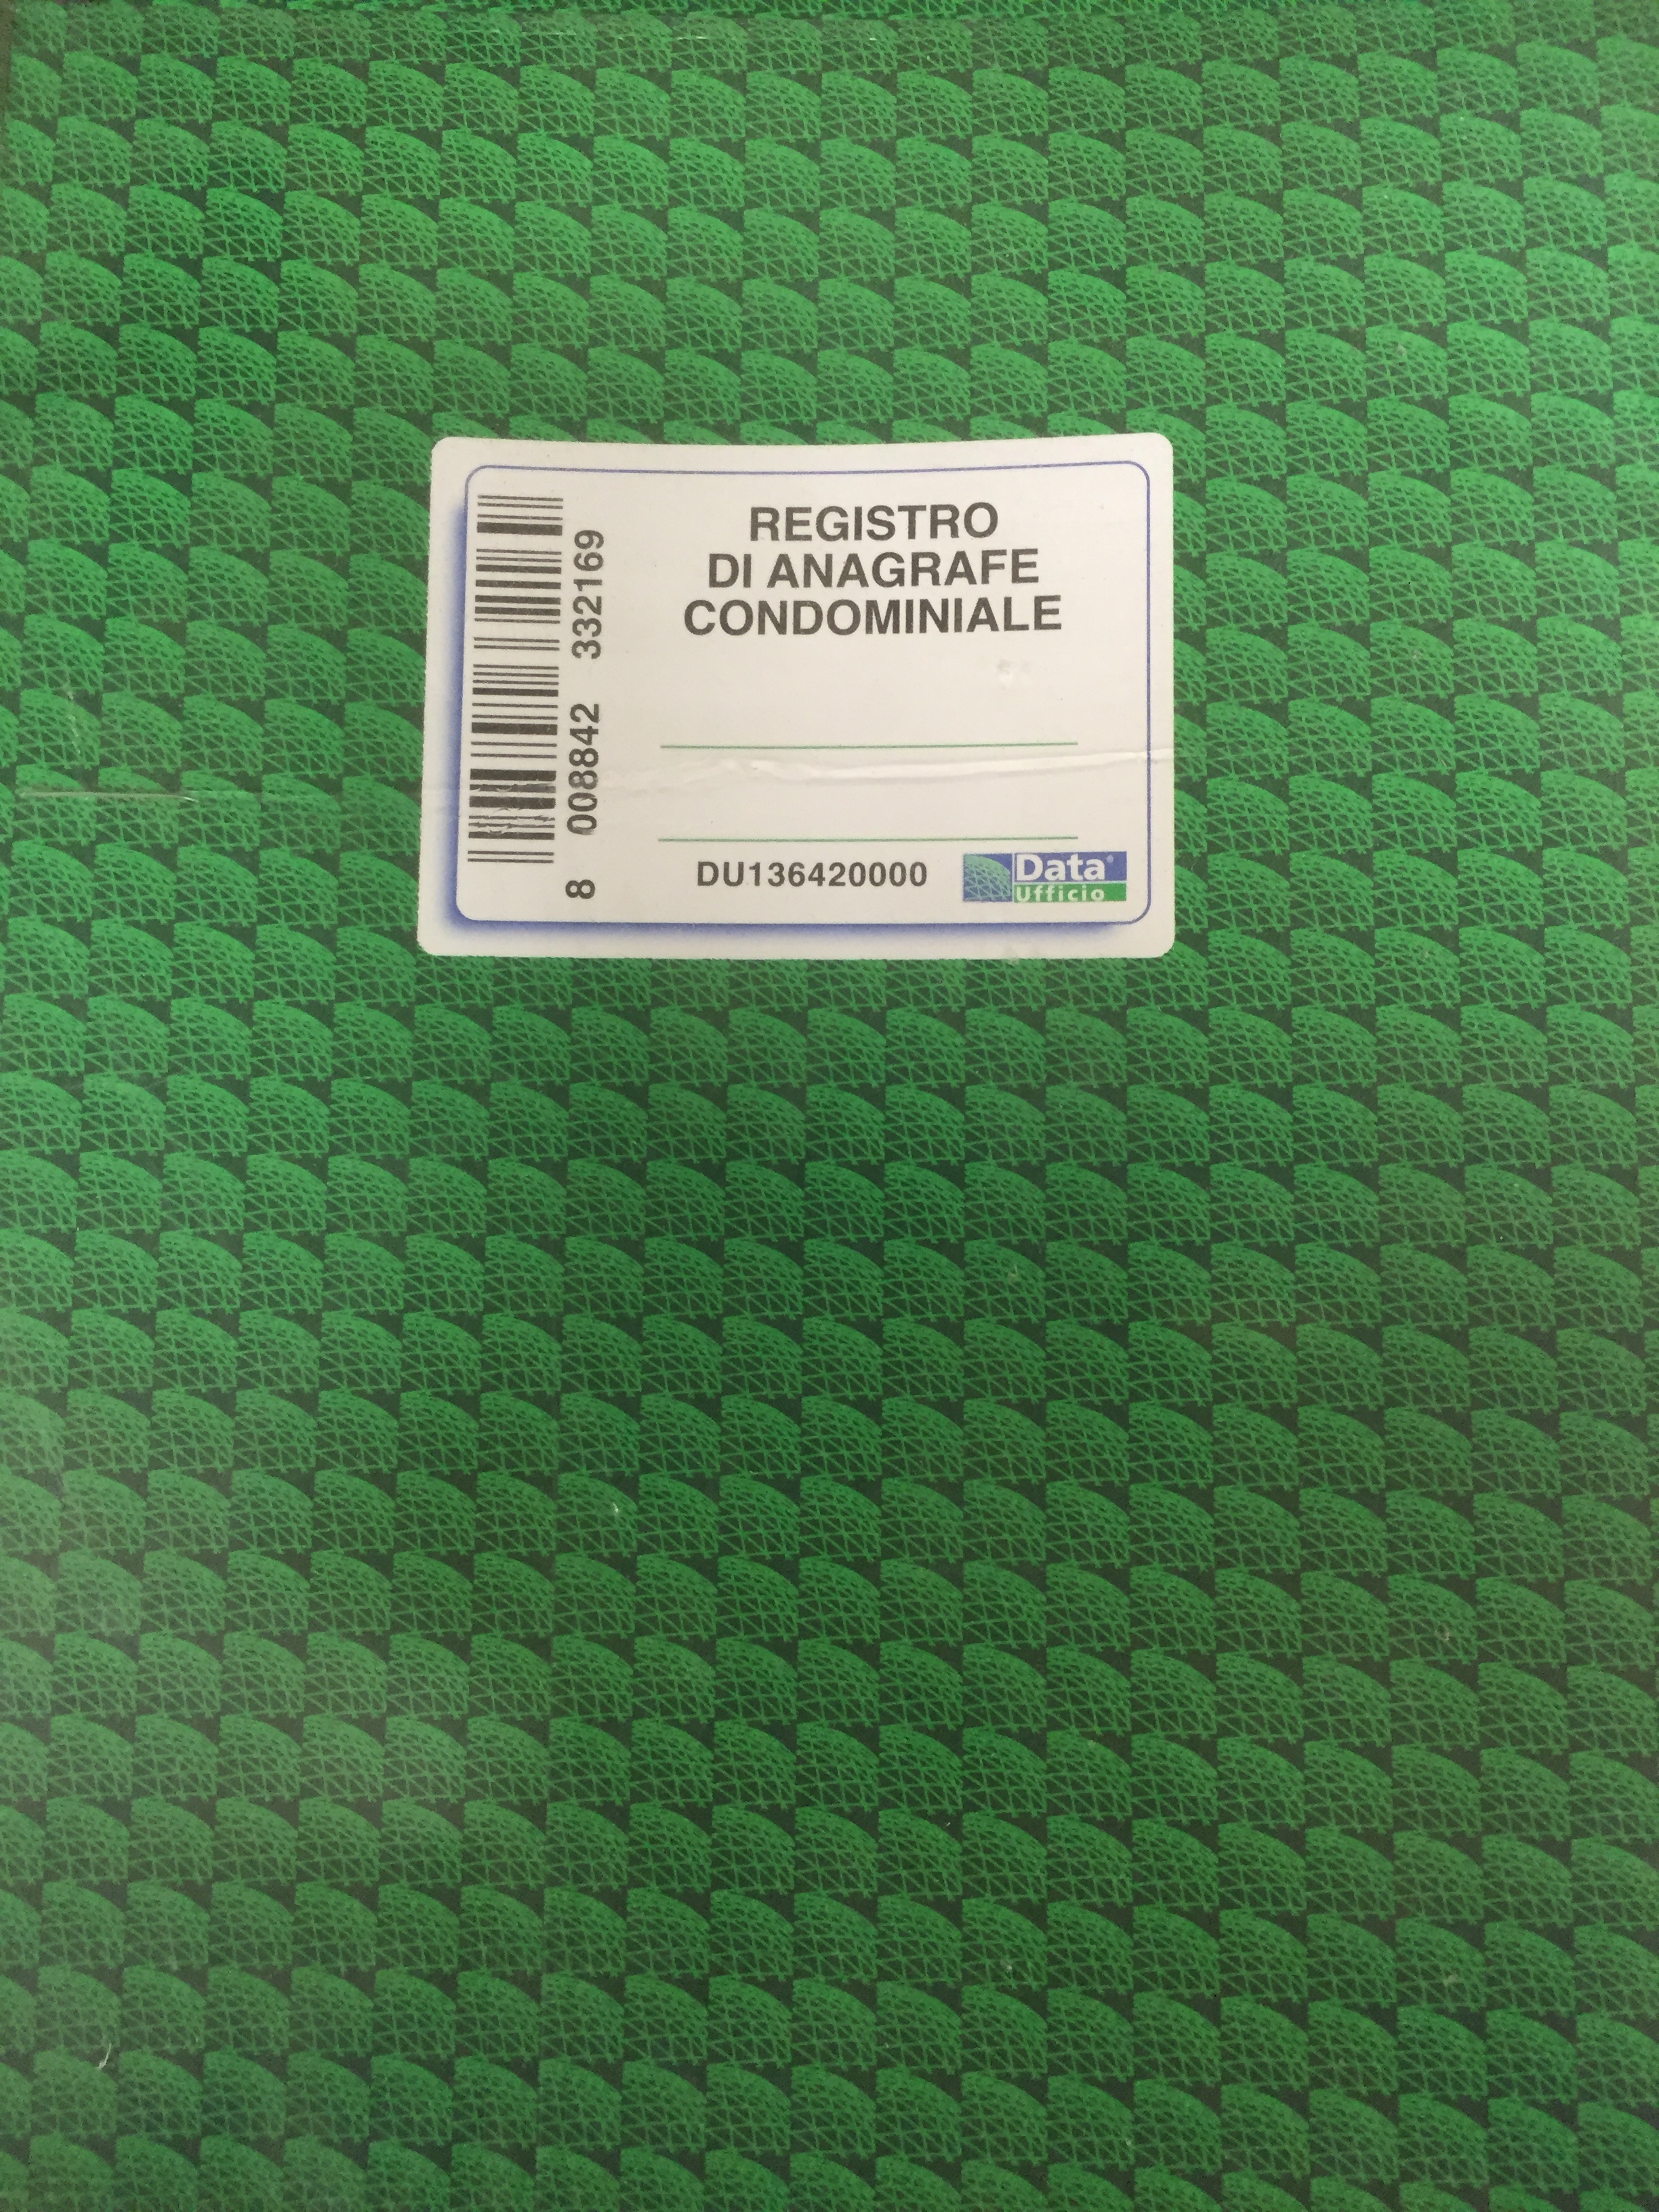 REGISTRO
DI ANAGRAFE
CONDOMINIALE
8 008842 332169
DU136420000
Data®
Ufficio